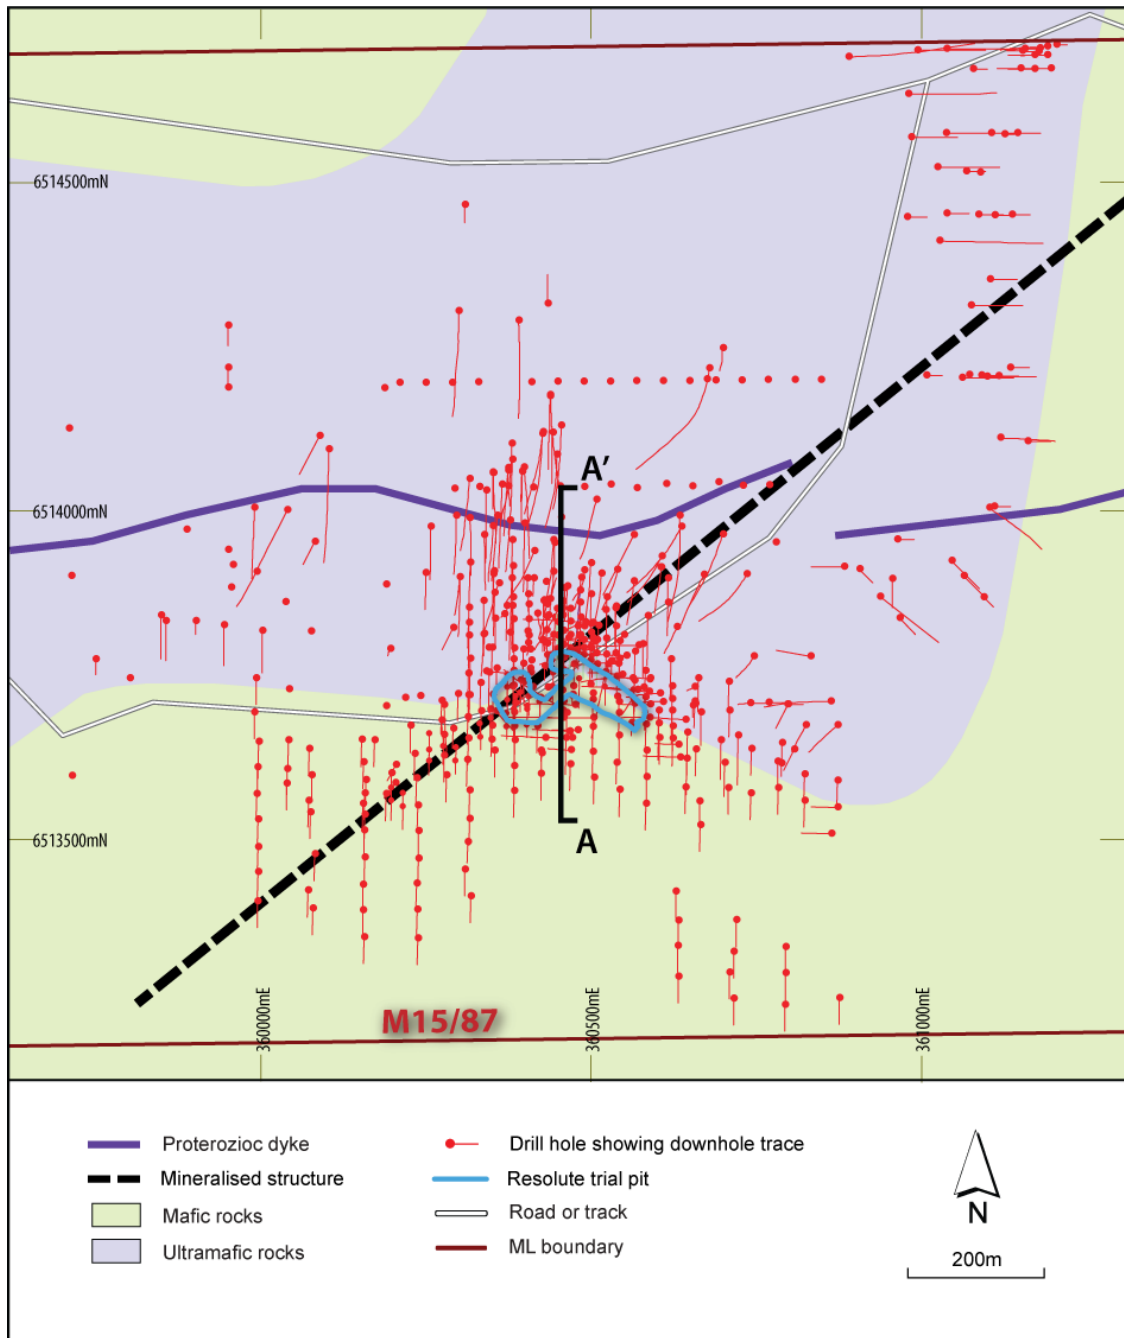 6514500mN
A’
6514000mN
A
6513500mN
360000mE
360500mE
361000mE
M15/87
Proterozioc dyke
Mineralised structure
Mafic rocks
Ultramafic rocks
Drill hole showing downhole trace
Resolute trial pit
Road or track
ML boundary
N
200m